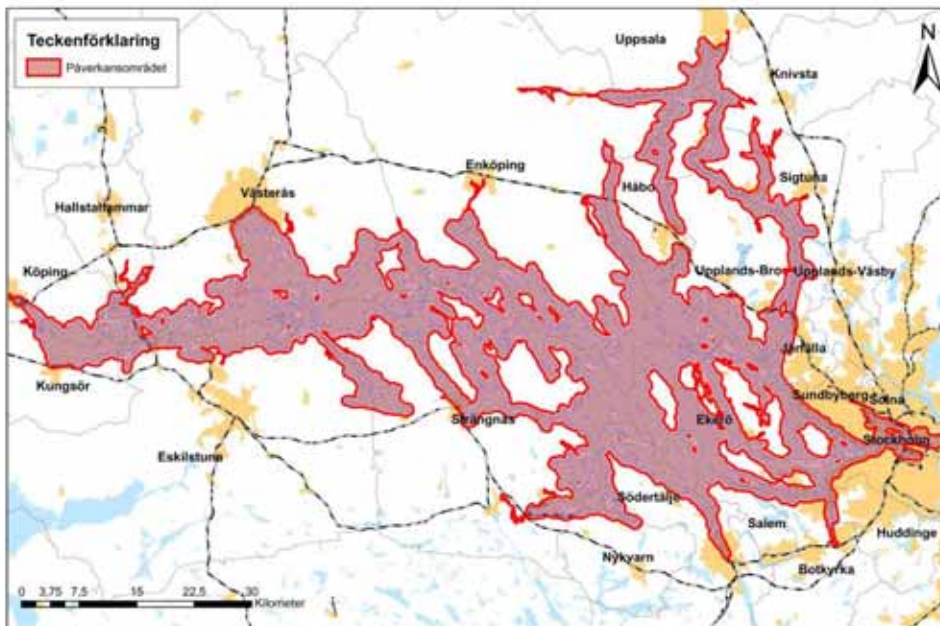 Teckenförklaring
Påverkansområdet
N
Uppsala
Knivsta
Enköping
Håbo
Sigtuna
Västerås
Hallstahammar
Köping
Upplands-Bro
Upplands-Väsby
Järfälla
Kungsör
Sundbyberg
Solna
Strängnäs
Ekerö
Stockholm
Eskilstuna
Södertälje
Salem
Huddinge
Nykvarn
Botkyrka
0 3,75 7,5 15 22,5 30
Kilometer